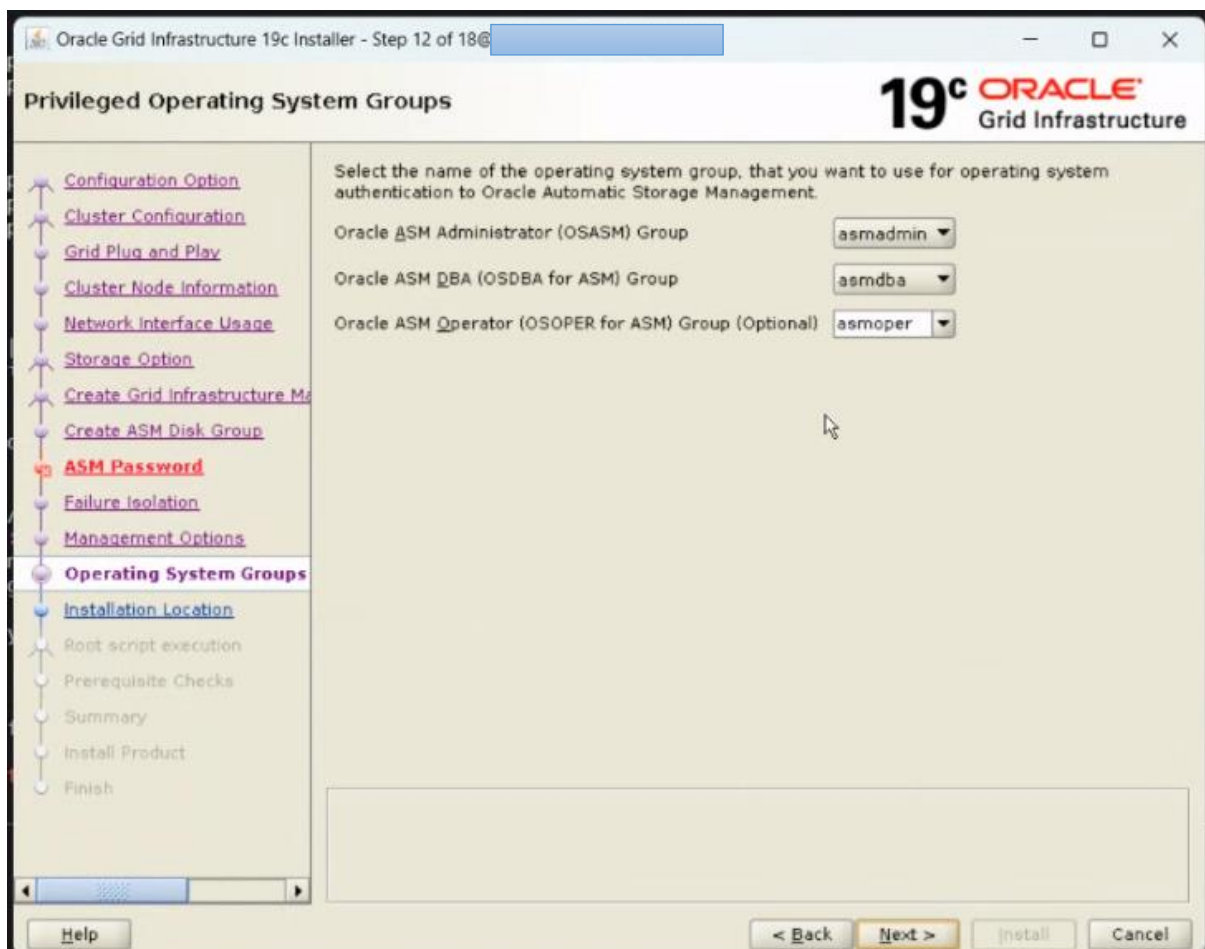 Oracle Grid Infrastructure 19c Installer - Step 12 of 18@
Privileged Operating System Groups
19c ORACLE
Grid Infrastructure
Configuration Option
Cluster Configuration
Grid Plug and Play
Cluster Node Information
Network Interface Usage
Storage Option
Create Grid Infrastructure Ma
Create ASM Disk Group
ASM Password
Failure Isolation
Management Options
Operating System Groups
Installation Location
Root script execution
Prerequisite Checks
Summary
Install Product
Finish
Select the name of the operating system group, that you want to use for operating system
authentication to Oracle Automatic Storage Management.
Oracle ASM Administrator (OSASM) Group asmadmin
Oracle ASM DBA (OSDBA for ASM) Group asmdba
Oracle ASM Operator (OSOPER for ASM) Group (Optional) asmoper
Help < Back Next > Install Cancel